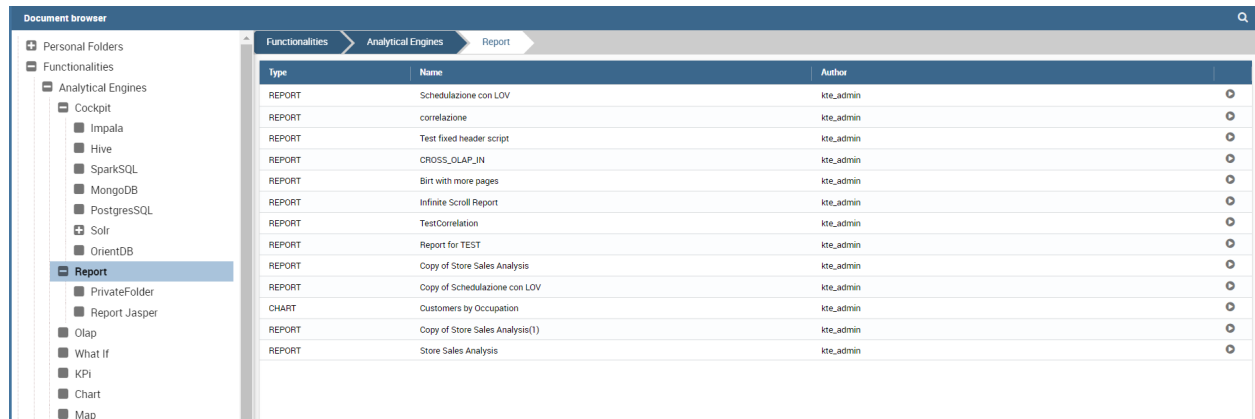 Document browser
Personal Folders
Functionalities
Analytical Engines
Cockpit
Impala
Hive
SparkSQL
MongoDB
PostgresSQL
Solr
OrientDB
Report
PrivateFolder
Report Jasper
Olap
What If
KPi
Chart
Map
Functionalities Analytical Engines Report
Type Name Author
REPORT Schedulazione con LOV kte_admin
REPORT correlazione kte_admin
REPORT Test fixed header script kte_admin
REPORT CROSS_OLAP_IN kte_admin
REPORT Birt with more pages kte_admin
REPORT Infinite Scroll Report kte_admin
REPORT TestCorrelation kte_admin
REPORT Report for TEST kte_admin
REPORT Copy of Store Sales Analysis kte_admin
REPORT Copy of Schedulazione con LOV kte_admin
CHART Customers by Occupation kte_admin
REPORT Copy of Store Sales Analysis(1) kte_admin
REPORT Store Sales Analysis kte_admin